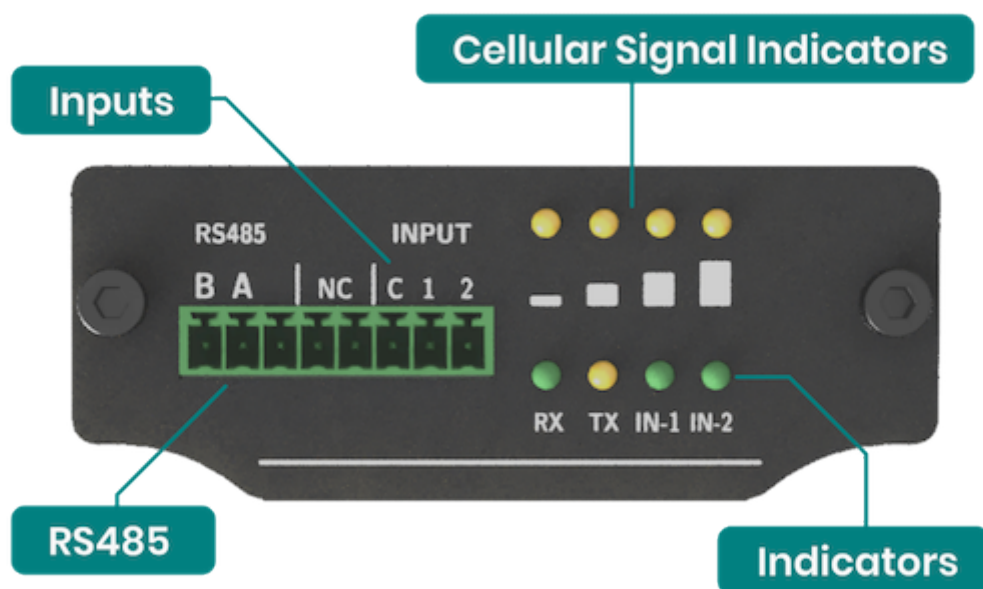 Cellular Signal Indicators
Inputs
RS485 INPUT
B A NC C 1 2
RX TX IN-1 IN-2
RS485
Indicators